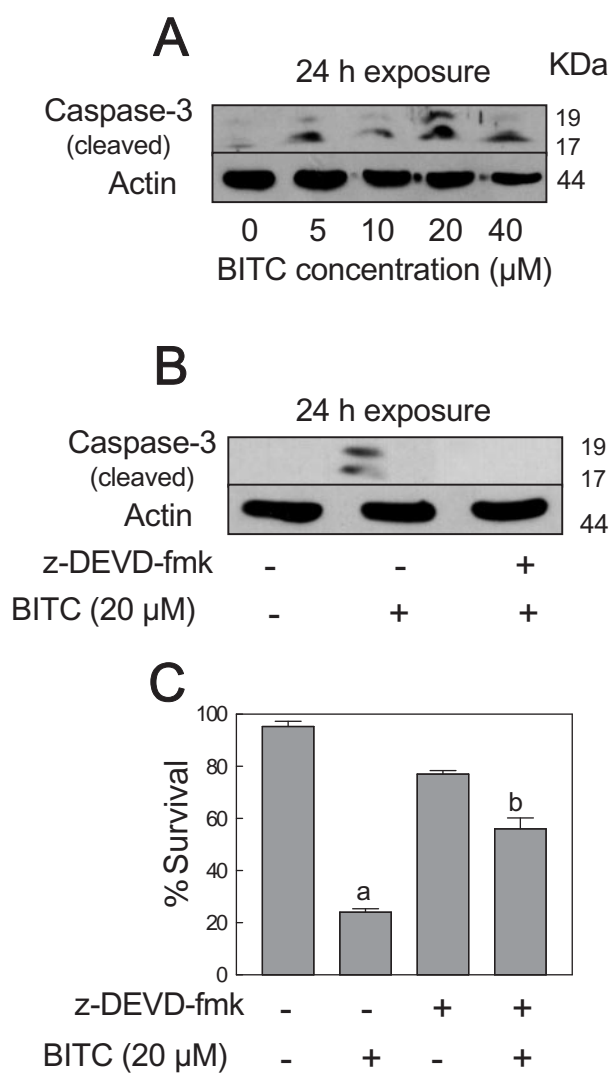 A
24 h exposure KDa
Caspase-3
(cleaved)
19
17
Actin 44
0 5 10 20 40
BITC concentration (µM)
B
24 h exposure
Caspase-3
(cleaved)
19
17
Actin
44
z-DEVD-fmk - - +
BITC (20 µM) - + +
C
100
80
60
40
20
0
% Survival
a
b
z-DEVD-fmk - - + +
BITC (20 µM) - + - +